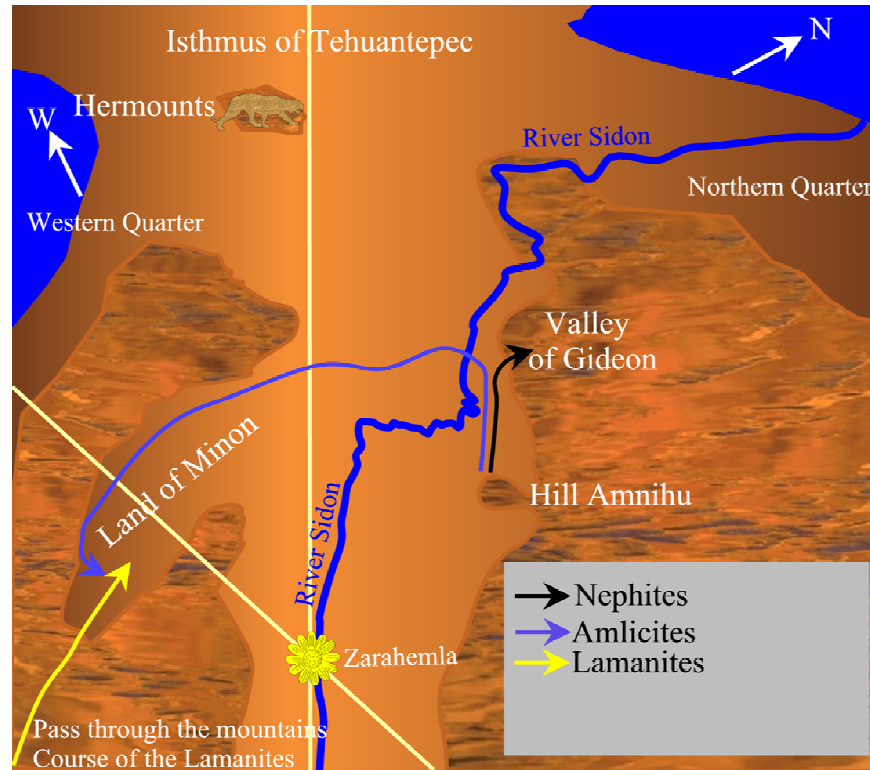 Isthmus of Tehuantepec
N
Hermounts
W
River Sidon
Northern Quarter
Western Quarter
Valley
of Gideon
Land of Minon
Hill Amnihu
River Sidon
Nephites
Amlicites
Lamanites
Zarahemla
Pass through the mountains
Course of the Lamanites